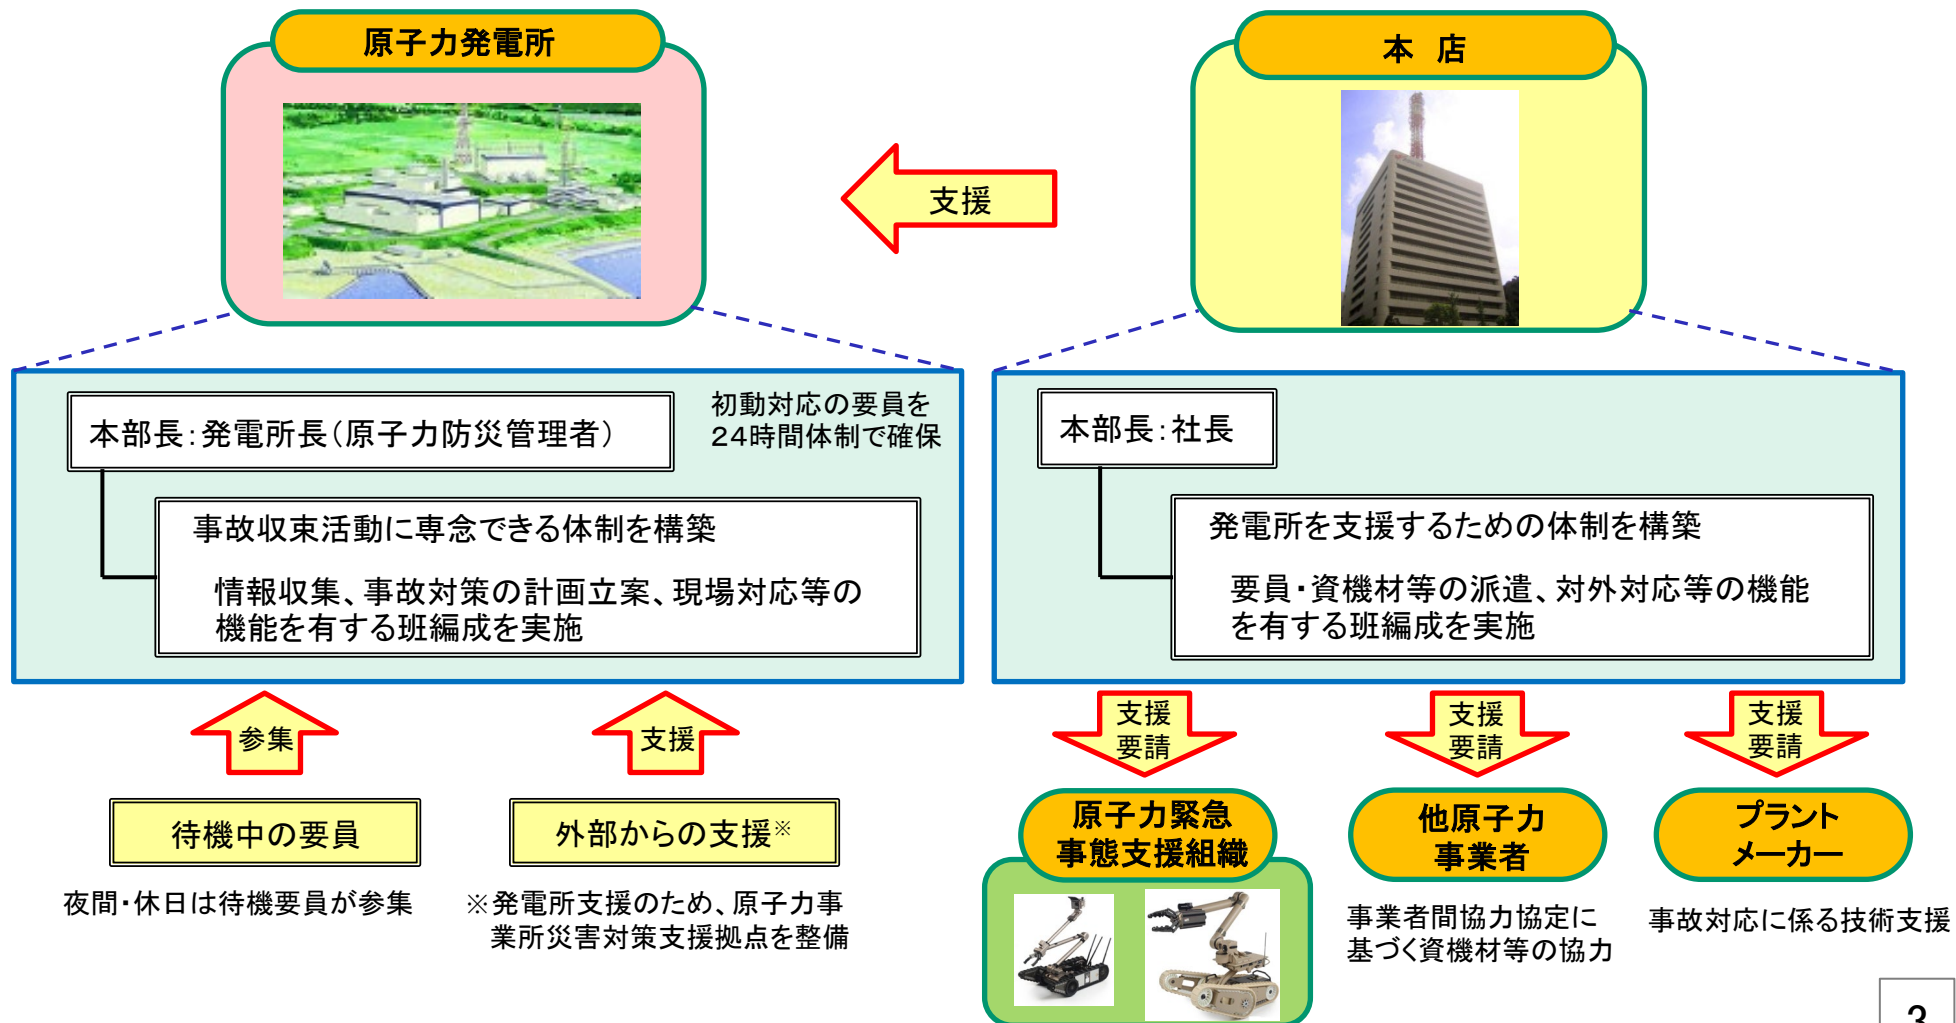 原子力発電所
本 店
支援
本部長：発電所長（原子力防災管理者）
初動対応の要員を
２４時間体制で確保
事故収束活動に専念できる体制を構築
情報収集、事故対策の計画立案、現場対応等の
機能を有する班編成を実施
本部長：社長
発電所を支援するための体制を構築
要員・資機材等の派遣、対外対応等の機能
を有する班編成を実施
参集
支援
待機中の要員
外部からの支援※
夜間・休日は待機要員が参集
※発電所支援のため、原子力事
業所災害対策支援拠点を整備
支援
要請
支援
要請
支援
要請
原子力緊急
事態支援組織
他原子力
事業者
プラント
メーカー
事業者間協力協定に
基づく資機材等の協力
事故対応に係る技術支援
3